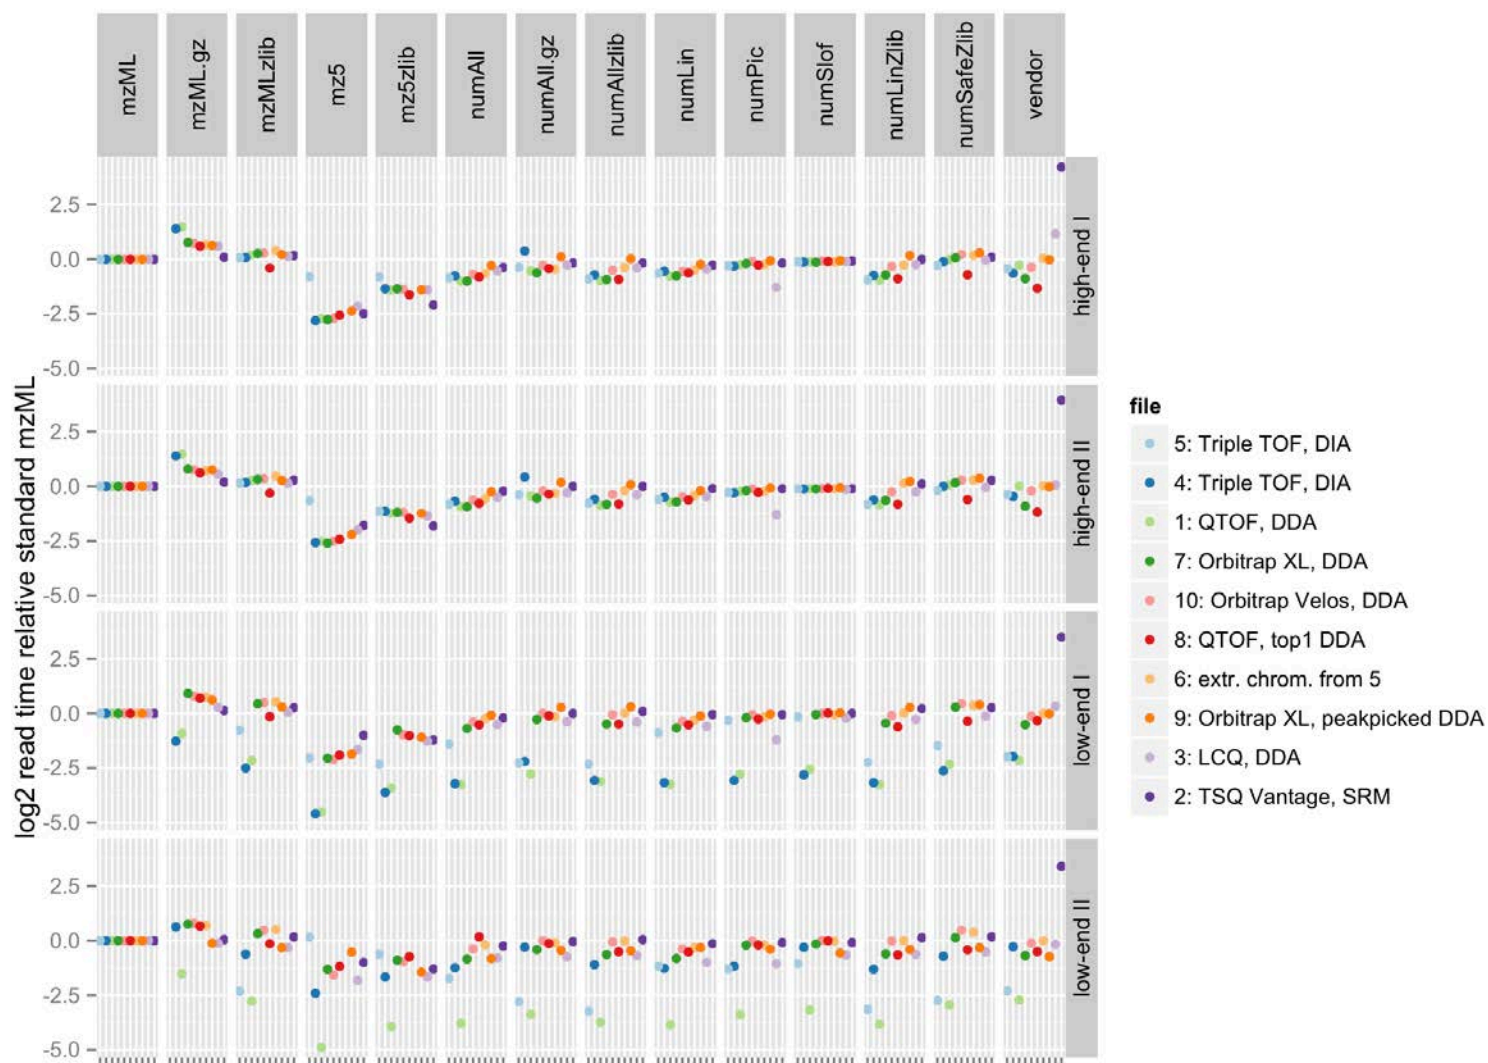 mzML
mzML.gz
mzMLzlib
mz5
mz5zlib
numAll
numAll.gz
numAllzlib
numLin
numPic
numSlof
numLinZlib
numSafeZlib
vendor
log2 read time relative standard mzML
2.5
0.0
-2.5
-5.0
high-end I
2.5
0.0
-2.5
-5.0
high-end II
2.5
0.0
-2.5
-5.0
low-end I
2.5
0.0
-2.5
-5.0
low-end II
file
5: Triple TOF, DIA
4: Triple TOF, DIA
1: QTOF, DDA
7: Orbitrap XL, DDA
10: Orbitrap Velos, DDA
8: QTOF, top1 DDA
6: extr. chrom. from 5
9: Orbitrap XL, peakpicked DDA
3: LCQ, DDA
2: TSQ Vantage, SRM